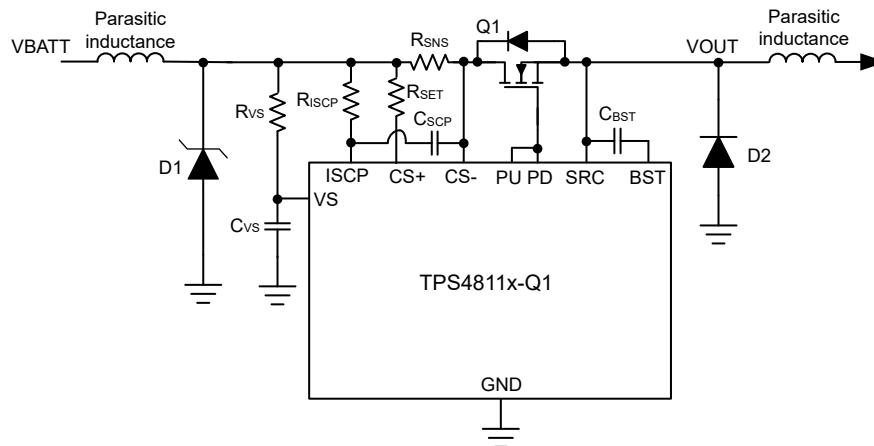 Parasitic
inductance
VBATT
Q1
RSNS
VOUT
Parasitic
inductance
RVS
RISCP
RSET
CSCP
CBST
D1
D2
ISCP
CS+
CS-
PU
PD
SRC
BST
VS
CVS
TPS4811x-Q1
GND